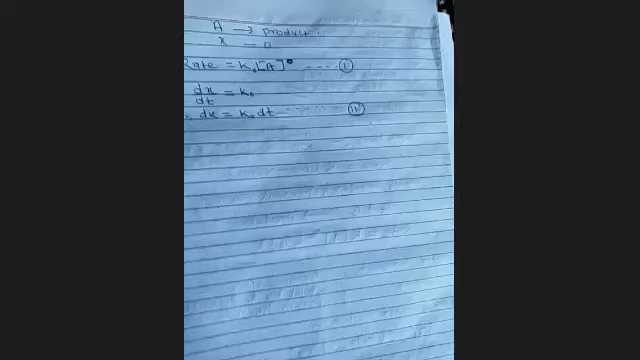 A → product.
x — 0
Rate = K₀[A]⁰ ----- (i)
dx/dt = K₀
dx = K₀ dt ------ (ii)